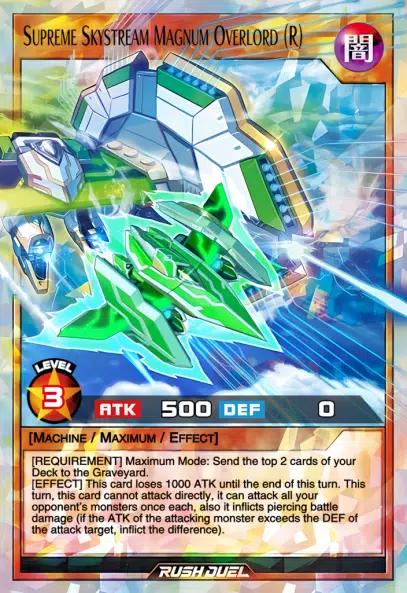 Supreme Skystream Magnum Overlord (R)
闇
LEVEL
3
ATK 500 DEF 0
[Machine / Maximum / Effect]
[REQUIREMENT] Maximum Mode: Send the top 2 cards of your
Deck to the Graveyard.
[EFFECT] This card loses 1000 ATK until the end of this turn. This
turn, this card cannot attack directly, it can attack all your
opponent's monsters once each, also it inflicts piercing battle
damage (if the ATK of the attacking monster exceeds the DEF of
the attack target, inflict the difference).
RUSH DUEL